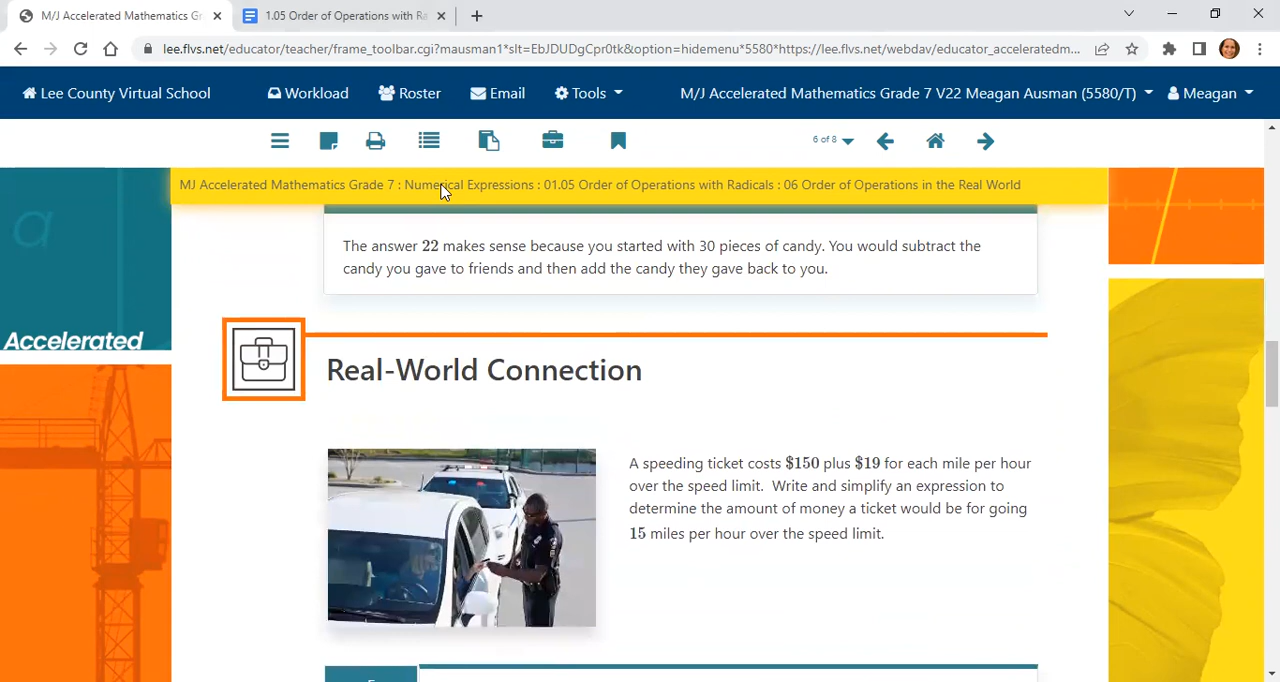 M/J Accelerated Mathematics Gr
1.05 Order of Operations with Ra
lee.flvs.net/educator/teacher/frame_toolbar.cgi?mausman1*slt=EbJDUDgCpr0tk&option=hidemenu*5580*https://lee.flvs.net/webdav/educator_acceleratedm...
Lee County Virtual School Workload Roster Email Tools M/J Accelerated Mathematics Grade 7 V22 Meagan Ausman (5580/T) Meagan
6 of 8
MJ Accelerated Mathematics Grade 7 : Numerical Expressions : 01.05 Order of Operations with Radicals : 06 Order of Operations in the Real World
a
The answer 22 makes sense because you started with 30 pieces of candy. You would subtract the
candy you gave to friends and then add the candy they gave back to you.
Accelerated
Real-World Connection
A speeding ticket costs $150 plus $19 for each mile per hour
over the speed limit. Write and simplify an expression to
determine the amount of money a ticket would be for going
15 miles per hour over the speed limit.